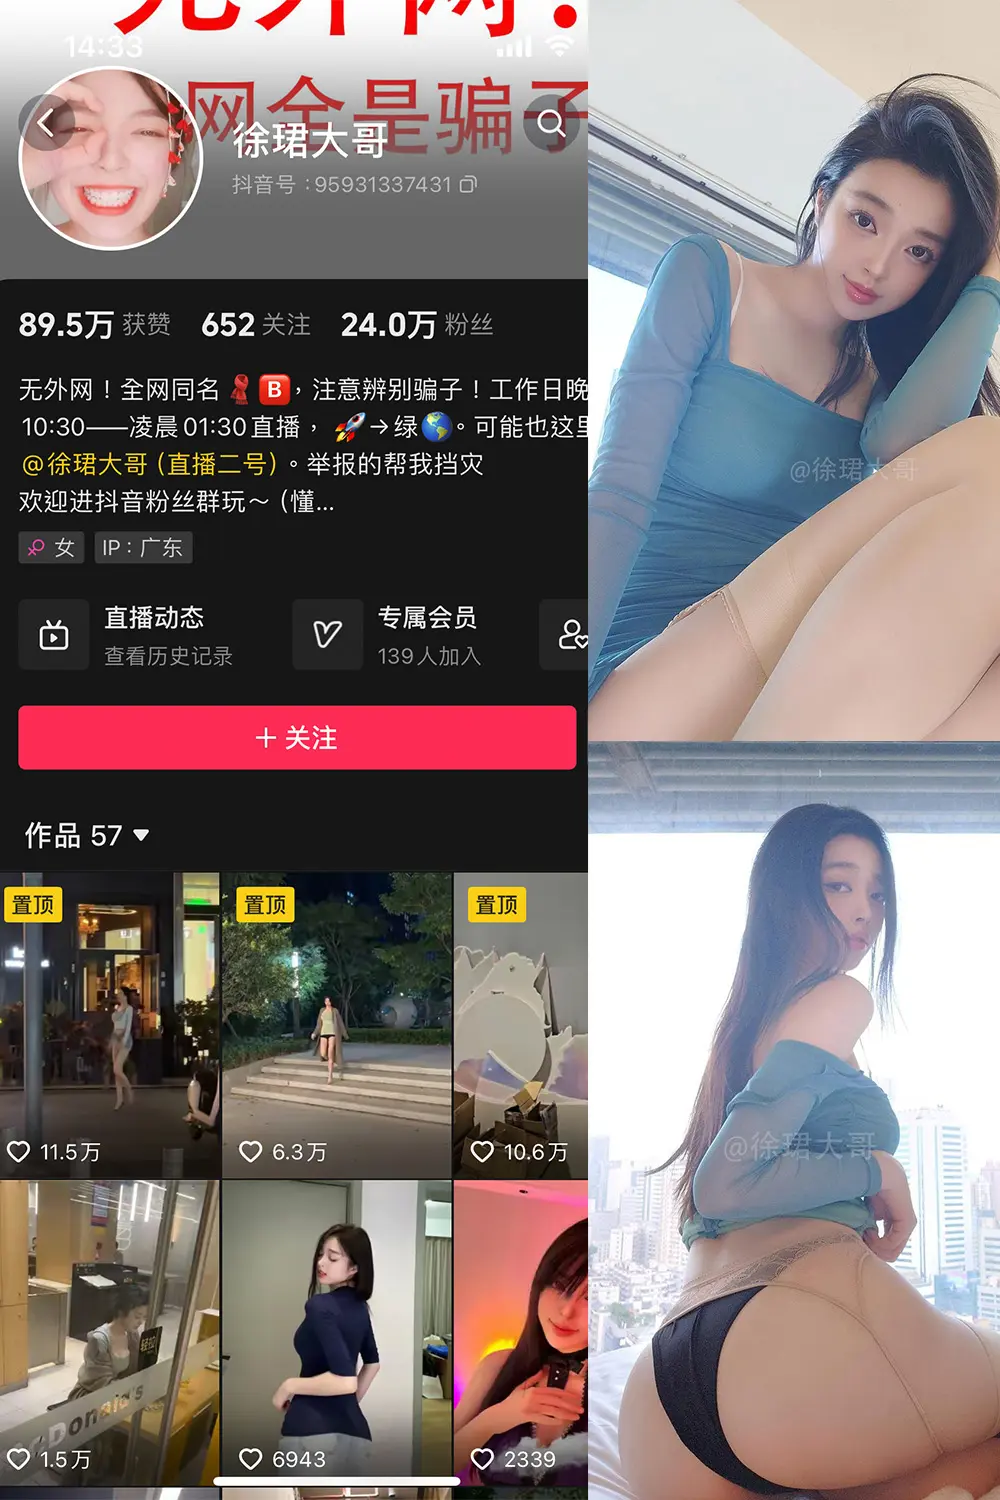 无外网！
14:33
网全是骗子
徐珺大哥
抖音号：95931337431
89.5万 获赞 652 关注 24.0万 粉丝
无外网！全网同名🧣🅱️，注意辨别骗子！工作日晚
10:30——凌晨01:30直播，🚀→绿🌎。可能也这里
@徐珺大哥（直播二号）。举报的帮我挡灾
欢迎进抖音粉丝群玩～（懂...
女 IP：广东
直播动态 专属会员
查看历史记录 139人加入
＋关注
作品 57
置顶 置顶 置顶
11.5万 6.3万 10.6万
轻松
Donald's
1.5万 6943 2339
@徐珺大哥
@徐珺大哥